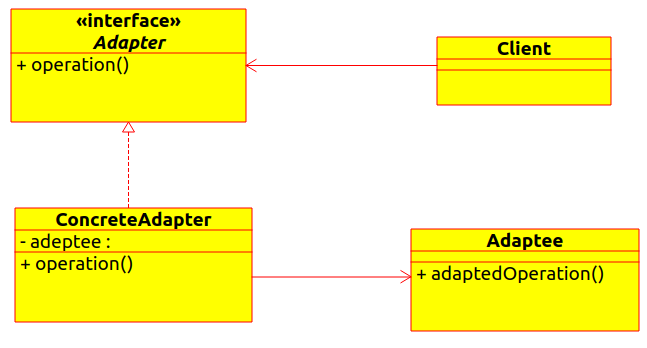 «interface»
Adapter
+ operation()
Client
ConcreteAdapter
- adeptee :
+ operation()
Adaptee
+ adaptedOperation()